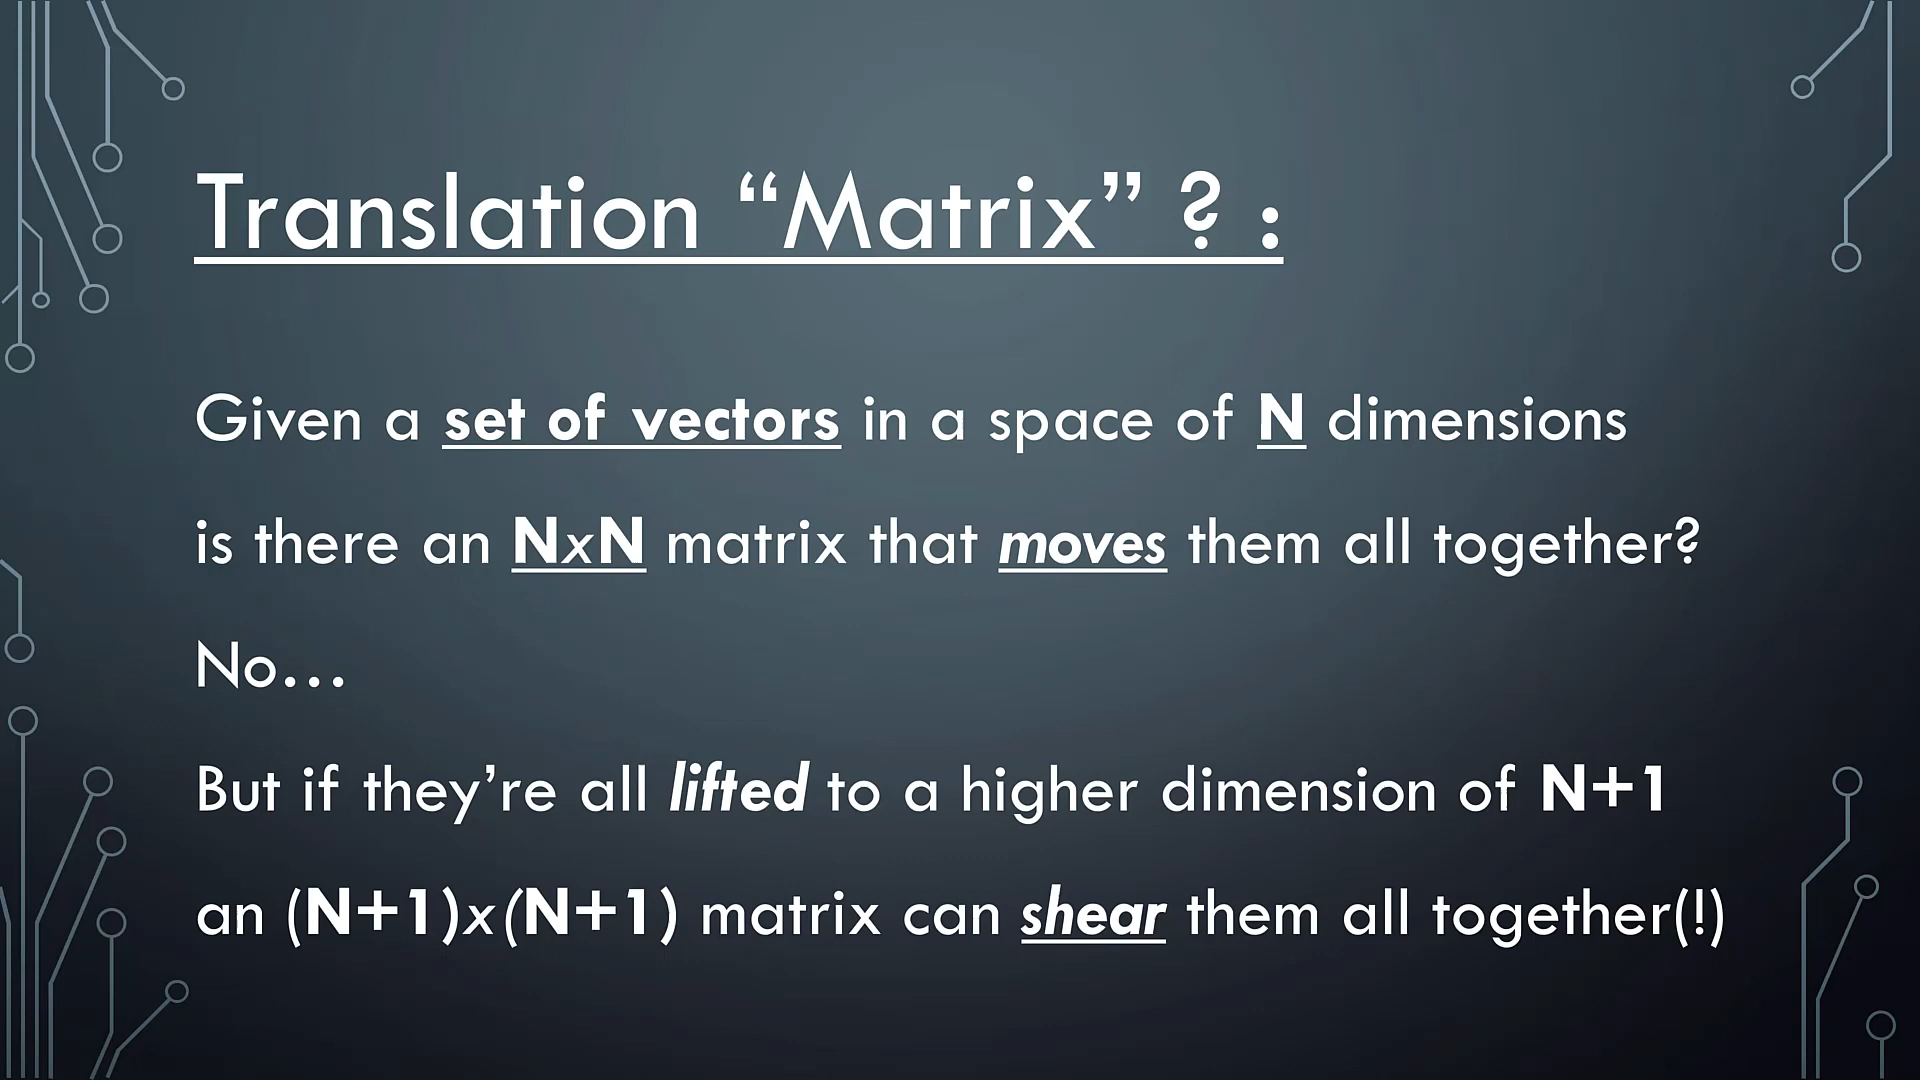 Translation “Matrix” ? :
Given a set of vectors in a space of N dimensions
is there an NxN matrix that moves them all together?
No…
But if they’re all lifted to a higher dimension of N+1
an (N+1)x(N+1) matrix can shear them all together(!)